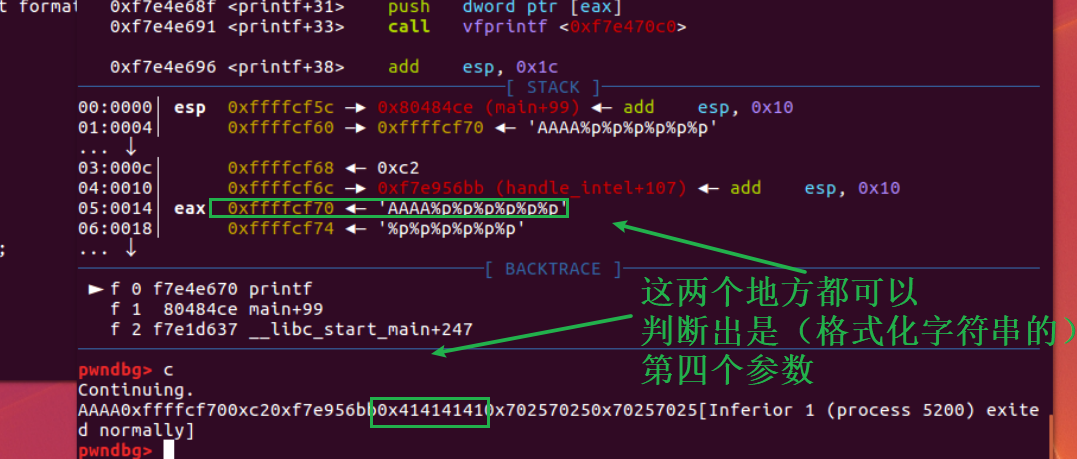 t format
0xf7e4e68f <printf+31> push dword ptr [eax]
0xf7e4e691 <printf+33> call vfprintf <0xf7e470c0>
0xf7e4e696 <printf+38> add esp, 0x1c
[ STACK ]
00:0000│ esp 0xffffcf5c —▸ 0x80484ce (main+99) ◂— add esp, 0x10
01:0004│ 0xffffcf60 —▸ 0xffffcf70 ◂— 'AAAA%p%p%p%p%p%p'
... ↓
03:000c│ 0xffffcf68 ◂— 0xc2
04:0010│ 0xffffcf6c —▸ 0xf7e956bb (handle_intel+107) ◂— add esp, 0x10
05:0014│ eax 0xffffcf70 ◂— 'AAAA%p%p%p%p%p%p'
06:0018│ 0xffffcf74 ◂— '%p%p%p%p%p%p'
;
... ↓
[ BACKTRACE ]
► f 0 f7e4e670 printf
f 1 80484ce main+99
f 2 f7e1d637 __libc_start_main+247
这两个地方都可以
判断出是（格式化字符串的）
第四个参数
pwndbg> c
Continuing.
AAAA0xffffcf700xc20xf7e956bb0x414141410x702570250x70257025[Inferior 1 (process 5200) exite
d normally]
pwndbg>